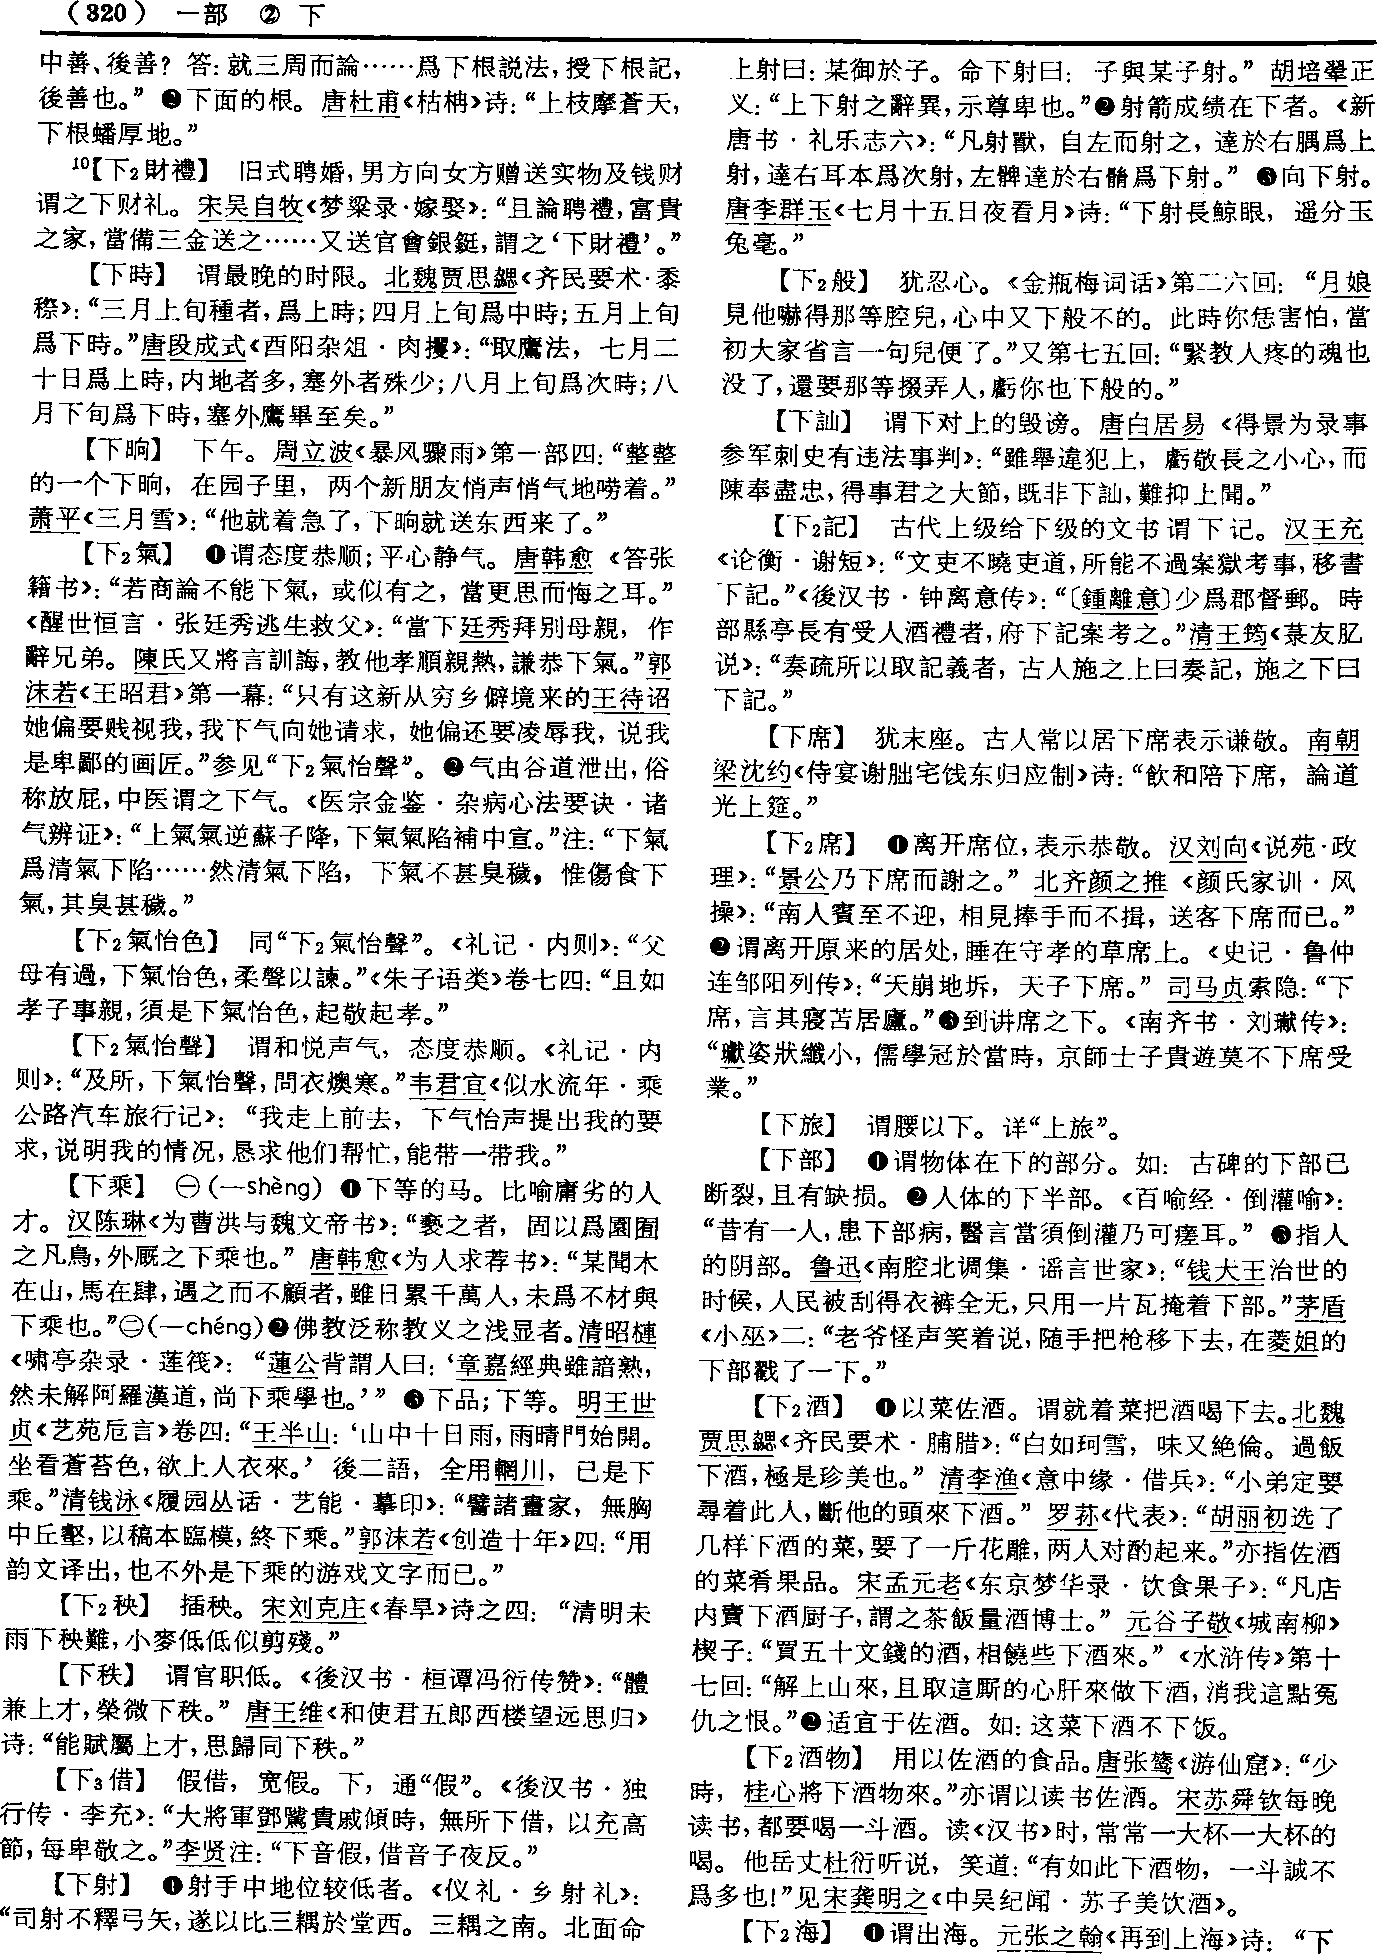 （320） 一部 ② 下
中善、後善？答：就三周而論……爲下根説法，授下根記，
後善也。” ❸下面的根。唐杜甫《枯柟》诗：“上枝摩蒼天，
下根蟠厚地。”
10【下2財禮】 旧式聘婚，男方向女方赠送实物及钱财
谓之下财礼。宋吴自牧《梦粱录·嫁娶》：“且論聘禮，富貴
之家，當備三金送之……又送官會銀鋌，謂之‘下財禮’。”
【下時】 谓最晚的时限。北魏贾思勰《齐民要术·黍
穄》：“三月上旬種者，爲上時；四月上旬爲中時；五月上旬
爲下時。”唐段成式《酉阳杂俎·肉攫》：“取鷹法，七月二
十日爲上時，内地者多，塞外者殊少；八月上旬爲次時；八
月下旬爲下時，塞外鷹畢至矣。”
【下晌】 下午。周立波《暴风骤雨》第一部四：“整整
的一个下晌，在园子里，两个新朋友悄声悄气地唠着。”
萧平《三月雪》：“他就着急了，下晌就送东西来了。”
【下2氣】 ❶谓态度恭顺；平心静气。唐韩愈《答张
籍书》：“若商論不能下氣，或似有之，當更思而悔之耳。”
《醒世恒言·张廷秀逃生救父》：“當下廷秀拜别母親，作
辭兄弟。陳氏又將言訓誨，教他孝順親熱，謙恭下氣。”郭
沫若《王昭君》第一幕：“只有这新从穷乡僻境来的王待诏
她偏要贱视我，我下气向她请求，她偏还要凌辱我，说我
是卑鄙的画匠。”参见“下2氣怡聲”。❷气由谷道泄出，俗
称放屁，中医谓之下气。《医宗金鉴·杂病心法要诀·诸
气辨证》：“上氣氣逆蘇子降，下氣氣陷補中宣。”注：“下氣
爲清氣下陷……然清氣下陷，下氣不甚臭穢，惟傷食下
氣，其臭甚穢。”
【下2氣怡色】 同“下2氣怡聲”。《礼记·内则》：“父
母有過，下氣怡色，柔聲以諫。”《朱子语类》卷七四：“且如
孝子事親，須是下氣怡色，起敬起孝。”
【下2氣怡聲】 谓和悦声气，态度恭顺。《礼记·内
则》：“及所，下氣怡聲，問衣燠寒。”韦君宜《似水流年·乘
公路汽车旅行记》：“我走上前去，下气怡声提出我的要
求，说明我的情况，恳求他们帮忙，能带一带我。”
【下乘】 ㊀（—shèng）❶下等的马。比喻庸劣的人
才。汉陈琳《为曹洪与魏文帝书》：“褻之者，固以爲園囿
之凡鳥，外厩之下乘也。”唐韩愈《为人求荐书》：“某聞木
在山，馬在肆，遇之而不顧者，雖日累千萬人，未爲不材與
下乘也。”㊁（—chéng）❷佛教泛称教义之浅显者。清昭槤
《啸亭杂录·莲筏》：“蓮公背謂人曰：‘章嘉經典雖諳熟，
然未解阿羅漢道，尚下乘學也。’” ❸下品；下等。明王世
贞《艺苑卮言》卷四：“王半山：‘山中十日雨，雨晴門始開。
坐看蒼苔色，欲上人衣來。’後二語，全用輞川，已是下
乘。”清钱泳《履园丛话·艺能·摹印》：“譬諸畫家，無胸
中丘壑，以稿本臨模，終下乘。”郭沫若《创造十年》四：“用
韵文译出，也不外是下乘的游戏文字而已。”
【下2秧】 插秧。宋刘克庄《春旱》诗之四：“清明未
雨下秧難，小麥低低似剪殘。”
【下秩】 谓官职低。《後汉书·桓谭冯衍传赞》：“體
兼上才，榮微下秩。”唐王维《和使君五郎西楼望远思归》
诗：“能賦屬上才，思歸同下秩。”
【下3借】 假借，宽假。下，通“假”。《後汉书·独
行传·李充》：“大將軍鄧騭貴戚傾時，無所下借，以充高
節，每卑敬之。”李贤注：“下音假，借音子夜反。”
【下射】 ❶射手中地位较低者。《仪礼·乡射礼》：
“司射不釋弓矢，遂以比三耦於堂西。三耦之南。北面命
上射曰：某御於子。命下射曰：子與某子射。”胡培翬正
义：“上下射之辭異，示尊卑也。”❷射箭成绩在下者。《新
唐书·礼乐志六》：“凡射獸，自左而射之，達於右腢爲上
射，達右耳本爲次射，左髀達於右䯚爲下射。” ❸向下射。
唐李群玉《七月十五日夜看月》诗：“下射長鯨眼，遥分玉
兔毫。”
【下2般】 犹忍心。《金瓶梅词话》第二六回：“月娘
見他嚇得那等腔兒，心中又下般不的。此時你恁害怕，當
初大家省言一句兒便了。”又第七五回：“緊教人疼的魂也
没了，還要那等掇弄人，虧你也下般的。”
【下訕】 谓下对上的毁谤。唐白居易《得景为录事
参军刺史有违法事判》：“雖舉違犯上，虧敬長之小心，而
陳奉盡忠，得事君之大節，既非下訕，難抑上聞。”
【下2記】 古代上级给下级的文书谓下记。汉王充
《论衡·谢短》：“文吏不曉吏道，所能不過案獄考事，移書
下記。”《後汉书·钟离意传》：“〔鍾離意〕少爲郡督郵。時
部縣亭長有受人酒禮者，府下記案考之。”清王筠《菉友肊
说》：“奏疏所以取記義者，古人施之上曰奏記，施之下曰
下記。”
【下席】 犹末座。古人常以居下席表示谦敬。南朝
梁沈约《侍宴谢朏宅饯东归应制》诗：“飲和陪下席，論道
光上筵。”
【下2席】 ❶离开席位，表示恭敬。汉刘向《说苑·政
理》：“景公乃下席而謝之。”北齐颜之推《颜氏家训·风
操》：“南人賓至不迎，相見捧手而不揖，送客下席而已。”
❷谓离开原来的居处，睡在守孝的草席上。《史记·鲁仲
连邹阳列传》：“天崩地坼，天子下席。”司马贞索隐：“下
席，言其寢苫居廬。”❸到讲席之下。《南齐书·刘瓛传》：
“瓛姿狀纖小，儒學冠於當時，京師士子貴遊莫不下席受
業。”
【下旅】 谓腰以下。详“上旅”。
【下部】 ❶谓物体在下的部分。如：古碑的下部已
断裂，且有缺损。❷人体的下半部。《百喻经·倒灌喻》：
“昔有一人，患下部病，醫言當須倒灌乃可瘥耳。” ❸指人
的阴部。鲁迅《南腔北调集·谣言世家》：“钱大王治世的
时候，人民被刮得衣裤全无，只用一片瓦掩着下部。”茅盾
《小巫》二：“老爷怪声笑着说，随手把枪移下去，在菱姐的
下部戳了一下。”
【下2酒】 ❶以菜佐酒。谓就着菜把酒喝下去。北魏
贾思勰《齐民要术·脯腊》：“白如珂雪，味又絶倫。過飯
下酒，極是珍美也。”清李渔《意中缘·借兵》：“小弟定要
尋着此人，斷他的頭來下酒。”罗荪《代表》：“胡丽初选了
几样下酒的菜，要了一斤花雕，两人对酌起来。”亦指佐酒
的菜肴果品。宋孟元老《东京梦华录·饮食果子》：“凡店
内賣下酒厨子，謂之茶飯量酒博士。”元谷子敬《城南柳》
楔子：“買五十文錢的酒，相饒些下酒來。”《水浒传》第十
七回：“解上山來，且取這厮的心肝來做下酒，消我這點冤
仇之恨。”❷适宜于佐酒。如：这菜下酒不下饭。
【下2酒物】 用以佐酒的食品。唐张鷟《游仙窟》：“少
時，桂心將下酒物來。”亦谓以读书佐酒。宋苏舜钦每晚
读书，都要喝一斗酒。读《汉书》时，常常一大杯一大杯的
喝。他岳丈杜衍听说，笑道：“有如此下酒物，一斗誠不
爲多也！”见宋龚明之《中吴纪闻·苏子美饮酒》。
【下2海】 ❶谓出海。元张之翰《再到上海》诗：“下